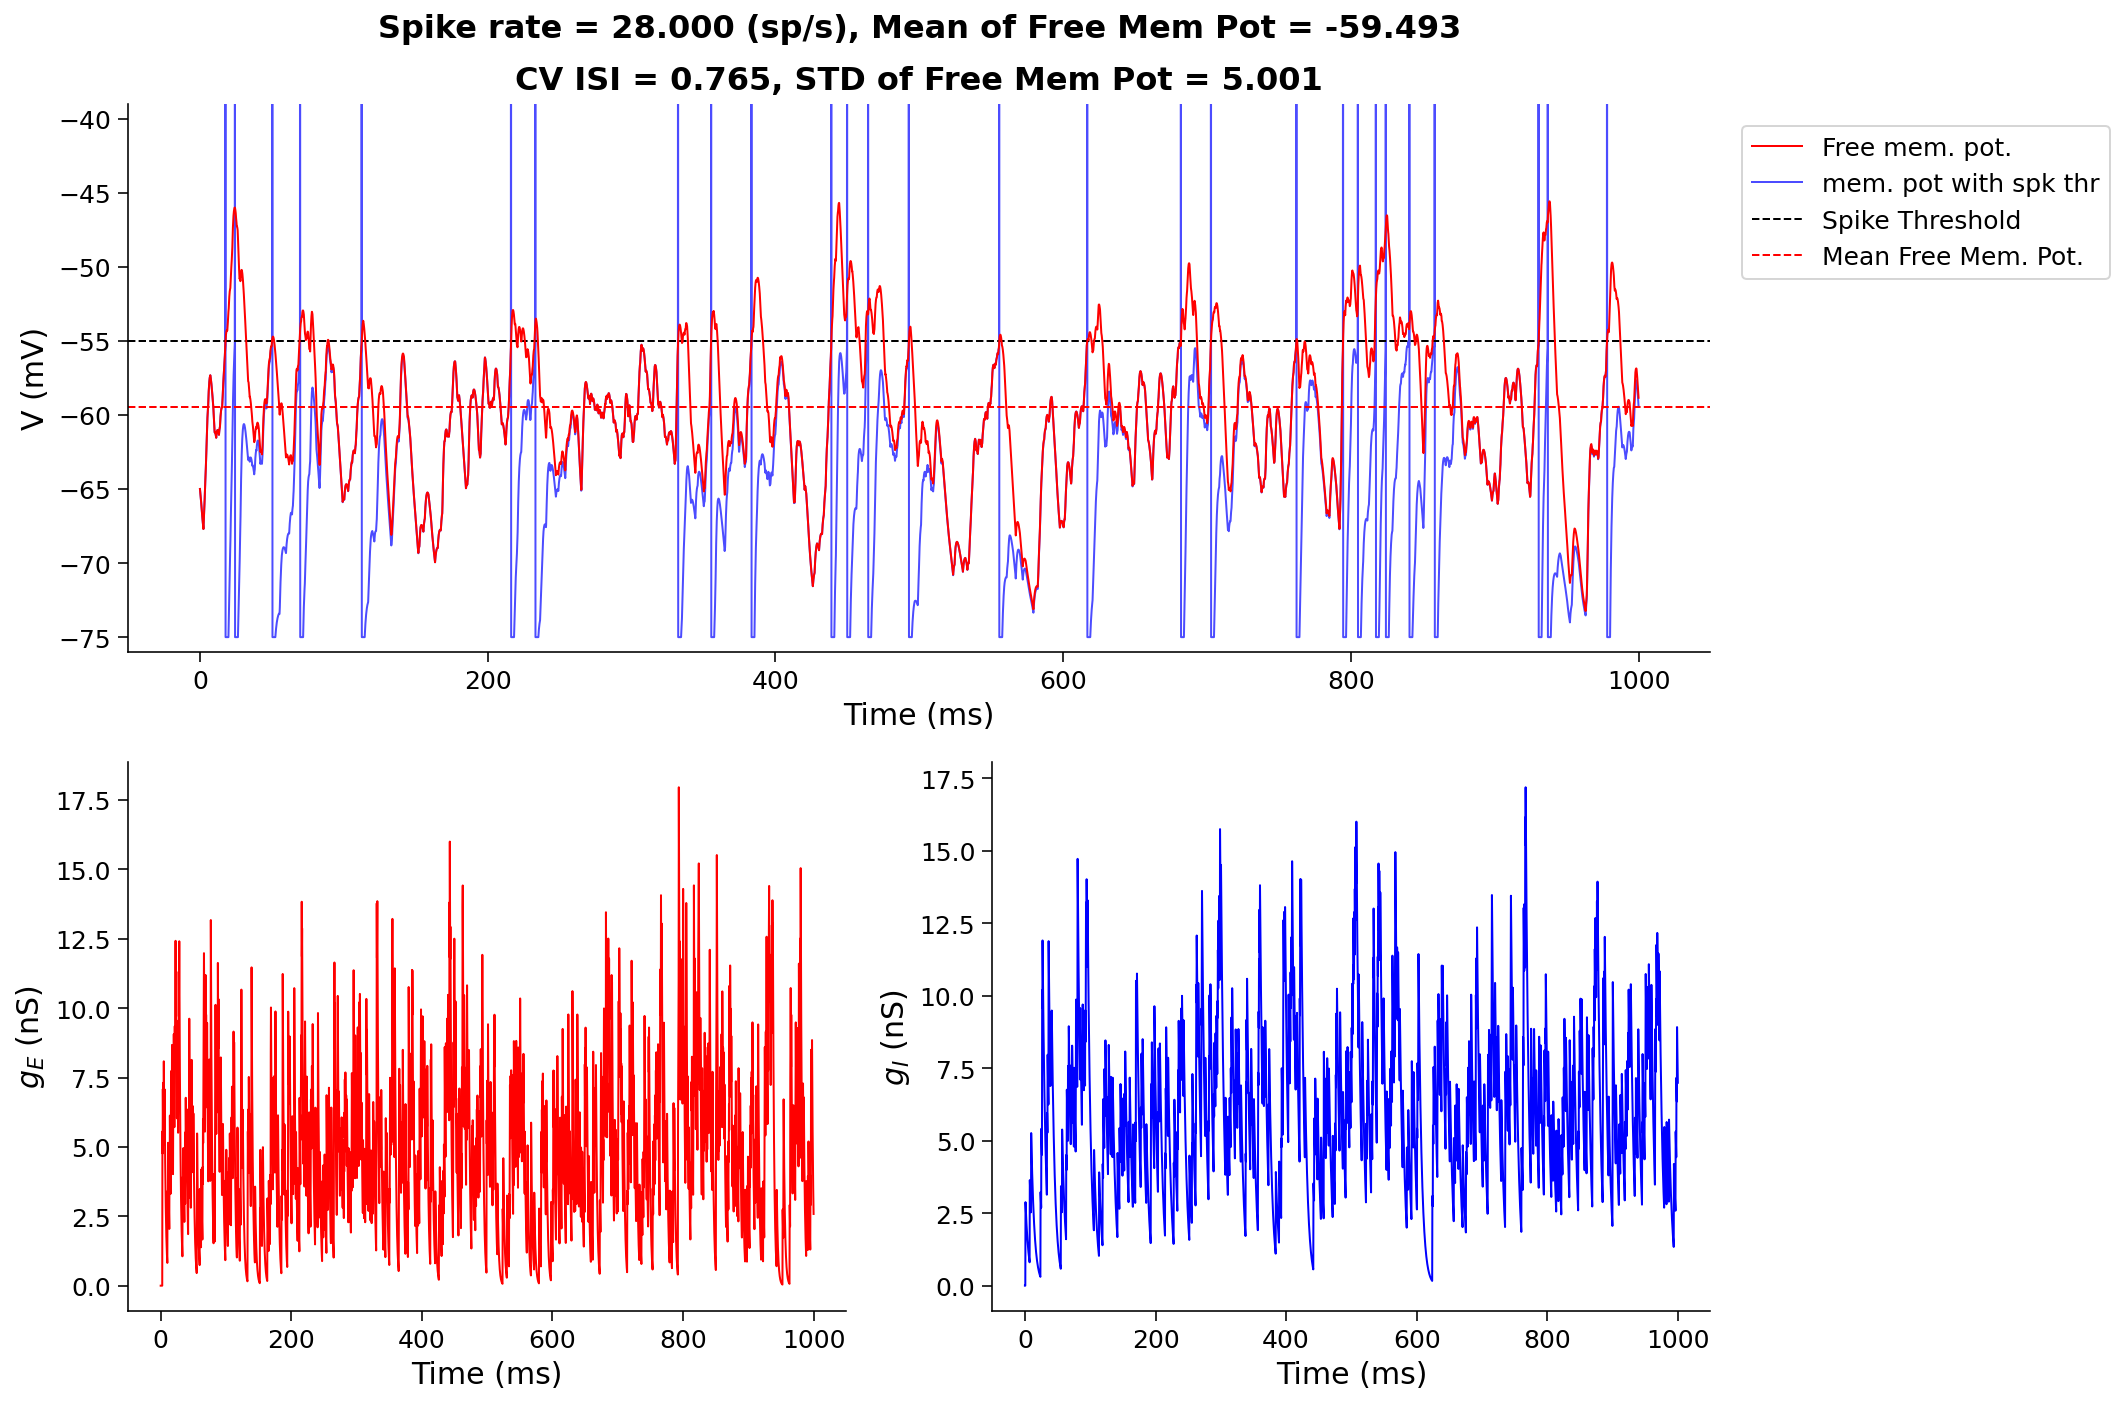 Spike rate = 28.000 (sp/s), Mean of Free Mem Pot = -59.493
CV ISI = 0.765, STD of Free Mem Pot = 5.001
V (mV)
−40
−45
−50
−55
−60
−65
−70
−75
0 200 400 600 800 1000
Time (ms)
Free mem. pot.
mem. pot with spk thr
Spike Threshold
Mean Free Mem. Pot.
g_E (nS)
17.5
15.0
12.5
10.0
7.5
5.0
2.5
0.0
0 200 400 600 800 1000
Time (ms)
g_I (nS)
17.5
15.0
12.5
10.0
7.5
5.0
2.5
0.0
0 200 400 600 800 1000
Time (ms)